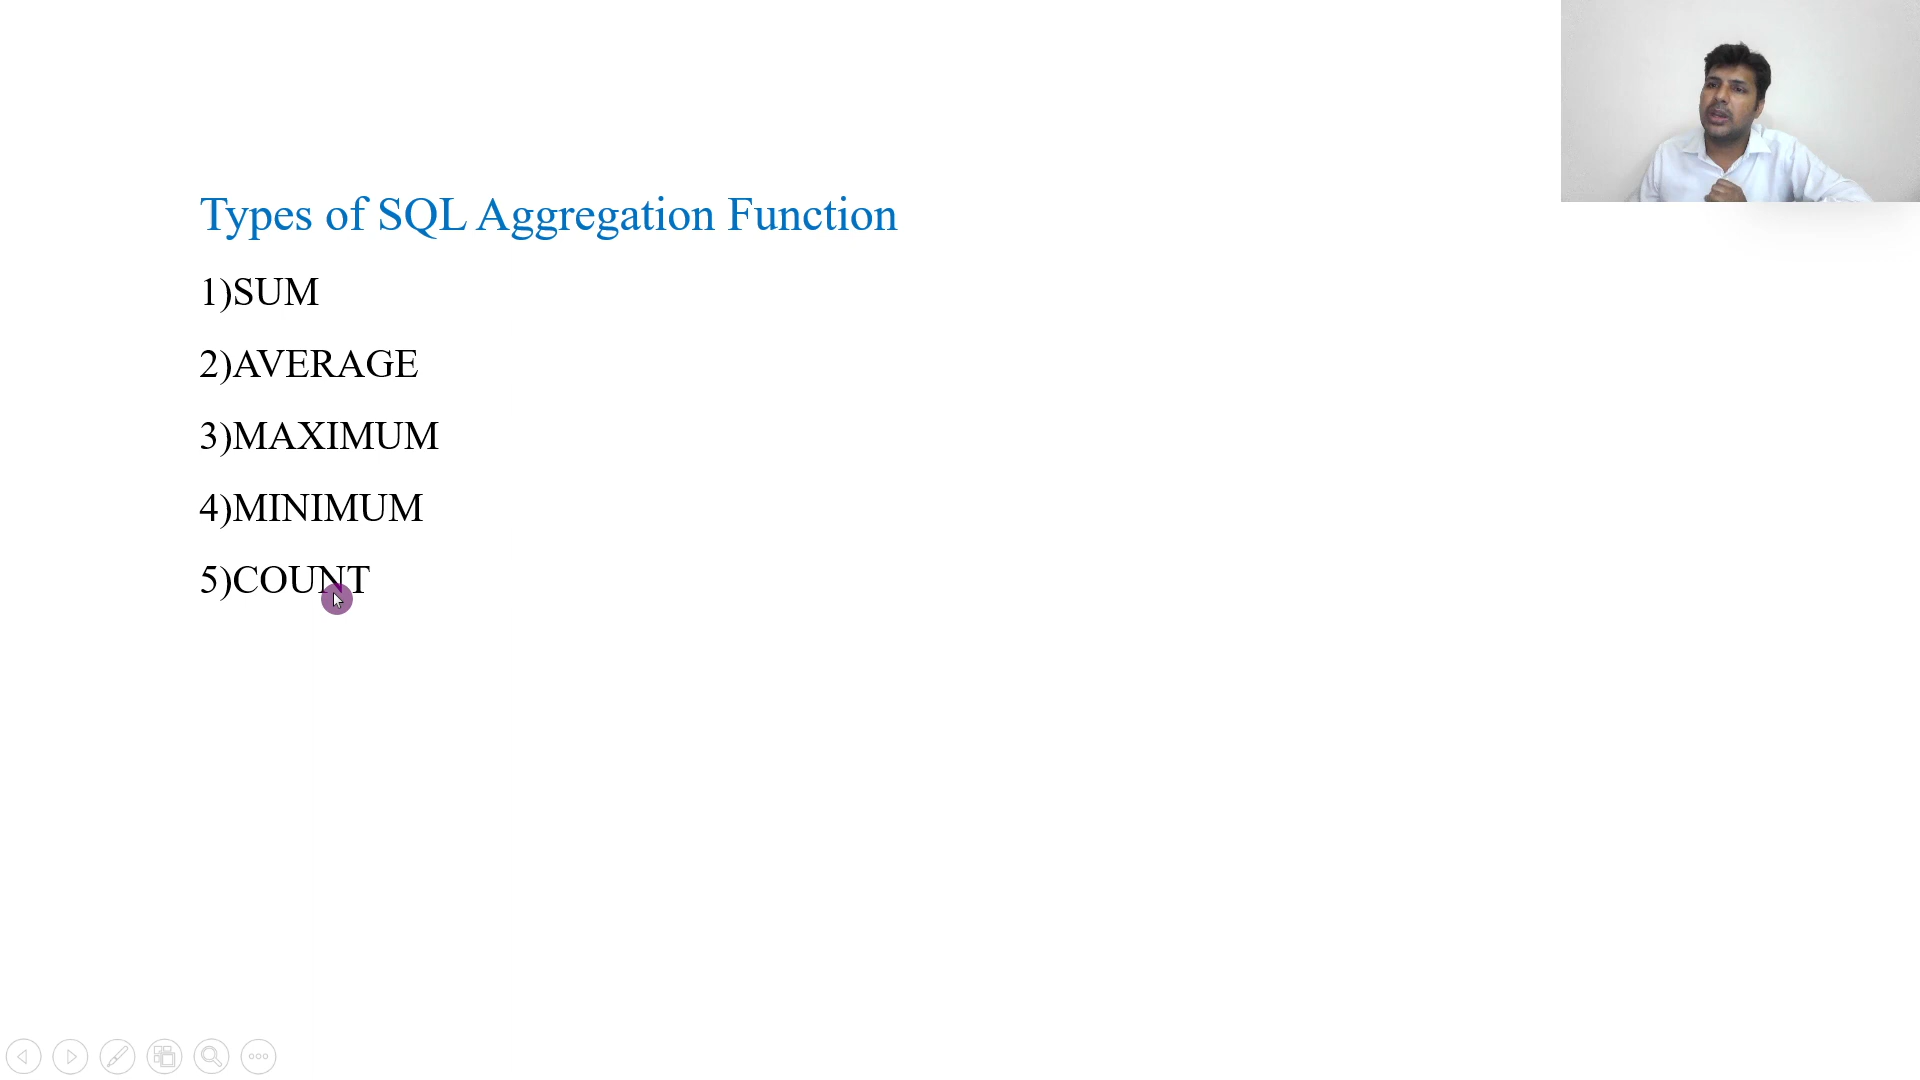 Types of SQL Aggregation Function
1)SUM
2)AVERAGE
3)MAXIMUM
4)MINIMUM
5)COUNT